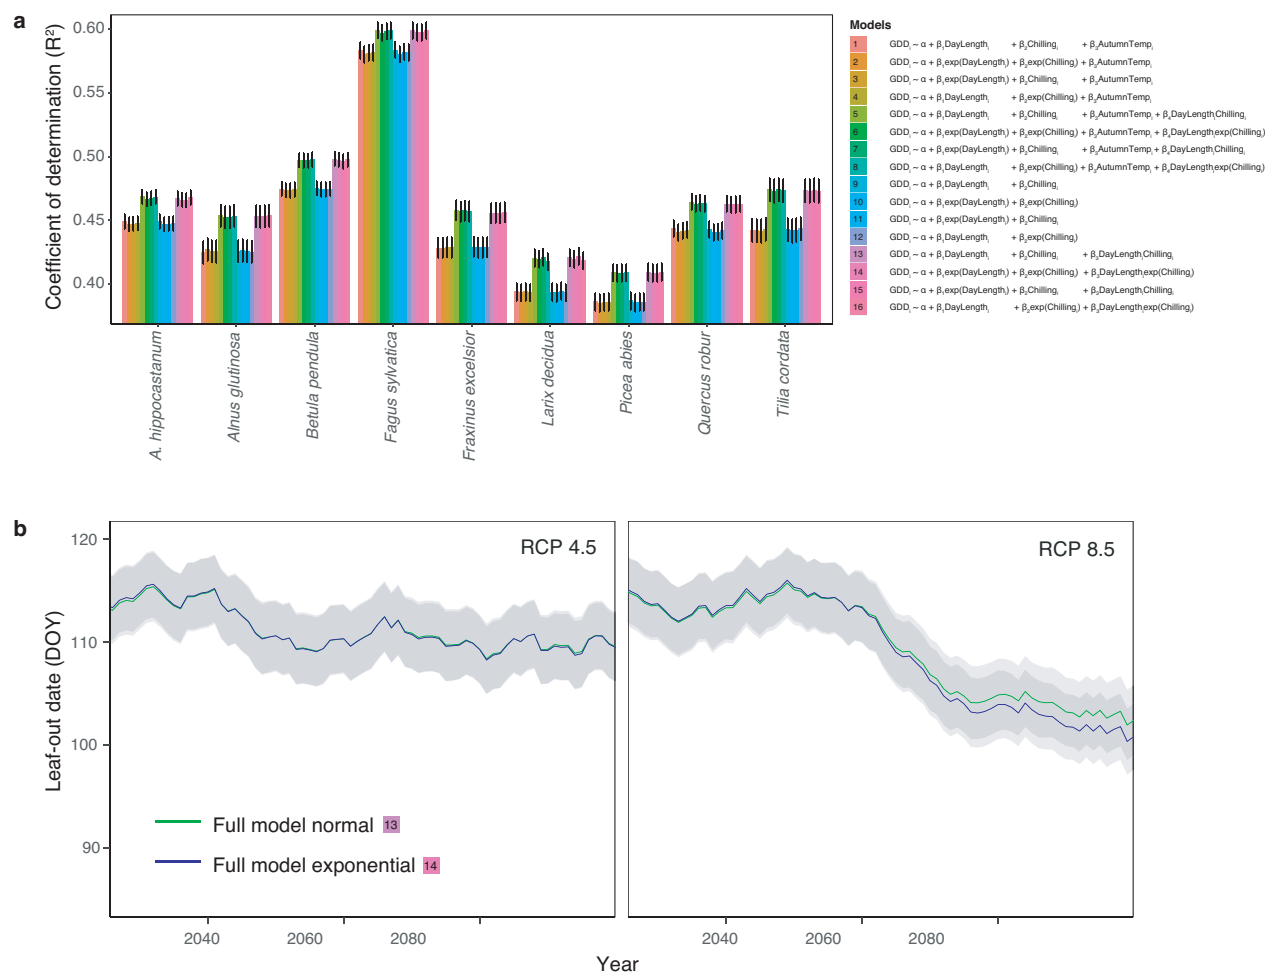 a
Coefficient of determination (R²)
0.60
0.55
0.50
0.45
0.40
A. hippocastanum
Alnus glutinosa
Betula pendula
Fagus sylvatica
Fraxinus excelsior
Larix decidua
Picea abies
Quercus robur
Tilia cordata
Models
1 GDDᵢ ~ α + β₁DayLengthᵢ + β₂Chillingᵢ + β₃AutumnTempᵢ
2 GDDᵢ ~ α + β₁exp(DayLengthᵢ) + β₂exp(Chillingᵢ) + β₃AutumnTempᵢ
3 GDDᵢ ~ α + β₁exp(DayLengthᵢ) + β₂Chillingᵢ + β₃AutumnTempᵢ
4 GDDᵢ ~ α + β₁DayLengthᵢ + β₂exp(Chillingᵢ) + β₃AutumnTempᵢ
5 GDDᵢ ~ α + β₁DayLengthᵢ + β₂Chillingᵢ + β₃AutumnTempᵢ + β₄DayLengthᵢChillingᵢ
6 GDDᵢ ~ α + β₁exp(DayLengthᵢ) + β₂exp(Chillingᵢ) + β₃AutumnTempᵢ + β₄DayLengthᵢexp(Chillingᵢ)
7 GDDᵢ ~ α + β₁exp(DayLengthᵢ) + β₂Chillingᵢ + β₃AutumnTempᵢ + β₄DayLengthᵢChillingᵢ
8 GDDᵢ ~ α + β₁DayLengthᵢ + β₂exp(Chillingᵢ) + β₃AutumnTempᵢ + β₄DayLengthᵢexp(Chillingᵢ)
9 GDDᵢ ~ α + β₁DayLengthᵢ + β₂Chillingᵢ
10 GDDᵢ ~ α + β₁exp(DayLengthᵢ) + β₂exp(Chillingᵢ)
11 GDDᵢ ~ α + β₁exp(DayLengthᵢ) + β₂Chillingᵢ
12 GDDᵢ ~ α + β₁DayLengthᵢ + β₂exp(Chillingᵢ)
13 GDDᵢ ~ α + β₁DayLengthᵢ + β₂Chillingᵢ + β₃DayLengthᵢChillingᵢ
14 GDDᵢ ~ α + β₁exp(DayLengthᵢ) + β₂exp(Chillingᵢ) + β₃DayLengthᵢexp(Chillingᵢ)
15 GDDᵢ ~ α + β₁exp(DayLengthᵢ) + β₂Chillingᵢ + β₃DayLengthᵢChillingᵢ
16 GDDᵢ ~ α + β₁DayLengthᵢ + β₂exp(Chillingᵢ) + β₃DayLengthᵢexp(Chillingᵢ)
b
Leaf-out date (DOY)
120
110
100
90
RCP 4.5
RCP 8.5
Full model normal 13
Full model exponential 14
2040 2060 2080
2040 2060 2080
Year